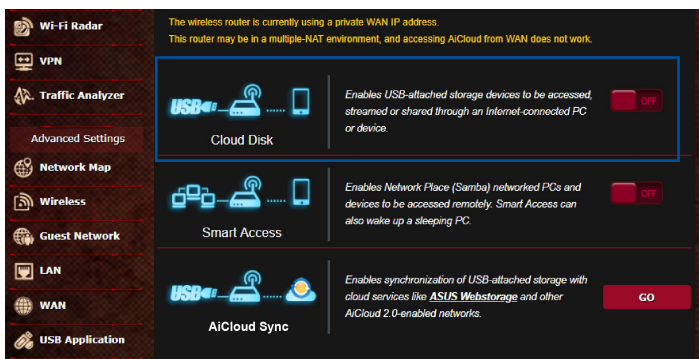 Wi-Fi Radar
VPN
Traffic Analyzer
Advanced Settings
Network Map
Wireless
Guest Network
LAN
WAN
USB Application
The wireless router is currently using a private WAN IP address.
This router may be in a multiple-NAT environment, and accessing AiCloud from WAN does not work.
USB
Cloud Disk
Enables USB-attached storage devices to be accessed,
streamed or shared through an Internet-connected PC
or device.
OFF
Smart Access
Enables Network Place (Samba) networked PCs and
devices to be accessed remotely. Smart Access can
also wake up a sleeping PC.
OFF
USB
AiCloud Sync
Enables synchronization of USB-attached storage with
cloud services like ASUS Webstorage and other
AiCloud 2.0-enabled networks.
GO